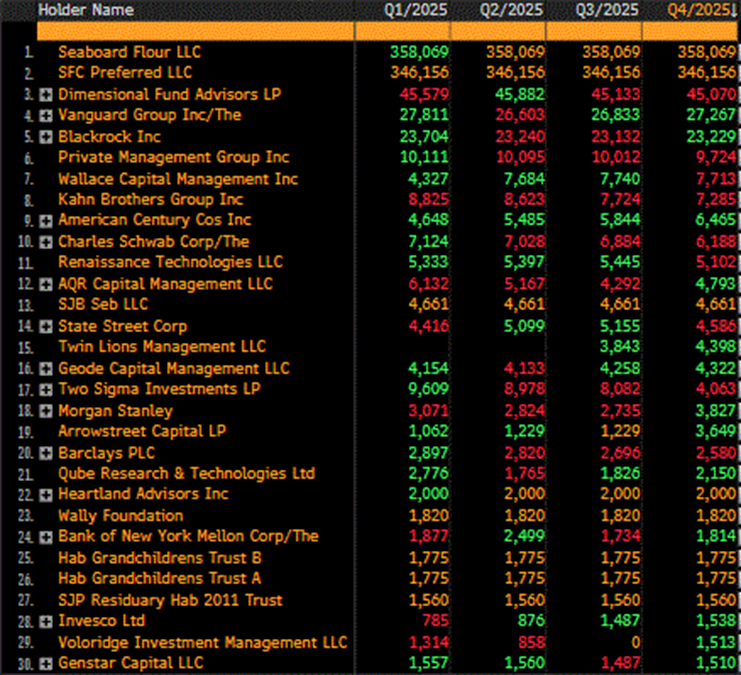 Holder Name Q1/2025 Q2/2025 Q3/2025 Q4/2025↓
1. Seaboard Flour LLC 358,069 358,069 358,069 358,069
2. SFC Preferred LLC 346,156 346,156 346,156 346,156
3. Dimensional Fund Advisors LP 45,579 45,882 45,133 45,070
4. Vanguard Group Inc/The 27,811 26,603 26,833 27,267
5. Blackrock Inc 23,704 23,240 23,132 23,229
6. Private Management Group Inc 10,111 10,095 10,012 9,724
7. Wallace Capital Management Inc 4,327 7,684 7,740 7,713
8. Kahn Brothers Group Inc 8,825 8,623 7,724 7,285
9. American Century Cos Inc 4,648 5,485 5,844 6,465
10. Charles Schwab Corp/The 7,124 7,028 6,884 6,188
11. Renaissance Technologies LLC 5,333 5,397 5,445 5,102
12. AQR Capital Management LLC 6,132 5,167 4,292 4,793
13. SJB Seb LLC 4,661 4,661 4,661 4,661
14. State Street Corp 4,416 5,099 5,155 4,586
15. Twin Lions Management LLC 3,843 4,398
16. Geode Capital Management LLC 4,154 4,133 4,258 4,322
17. Two Sigma Investments LP 9,609 8,978 8,082 4,063
18. Morgan Stanley 3,071 2,824 2,735 3,827
19. Arrowstreet Capital LP 1,062 1,229 1,229 3,649
20. Barclays PLC 2,897 2,820 2,696 2,580
21. Qube Research & Technologies Ltd 2,776 1,765 1,826 2,150
22. Heartland Advisors Inc 2,000 2,000 2,000 2,000
23. Wally Foundation 1,820 1,820 1,820 1,820
24. Bank of New York Mellon Corp/The 1,877 2,499 1,734 1,814
25. Hab Grandchildrens Trust B 1,775 1,775 1,775 1,775
26. Hab Grandchildrens Trust A 1,775 1,775 1,775 1,775
27. SJP Residuary Hab 2011 Trust 1,560 1,560 1,560 1,560
28. Invesco Ltd 785 876 1,487 1,538
29. Voloridge Investment Management LLC 1,314 858 0 1,513
30. Genstar Capital LLC 1,557 1,560 1,487 1,510